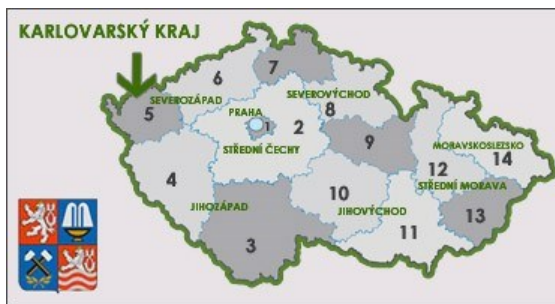 KARLOVARSKÝ KRAJ
7
6
SEVEROZÁPAD
SEVEROVÝCHOD
5
PRAHA
1
2
8
9
MORAVSKOSLEZSKO
14
STŘEDNÍ ČECHY
12
4
10
STŘEDNÍ MORAVA
JIHOZÁPAD
JIHOVÝCHOD
13
3
11